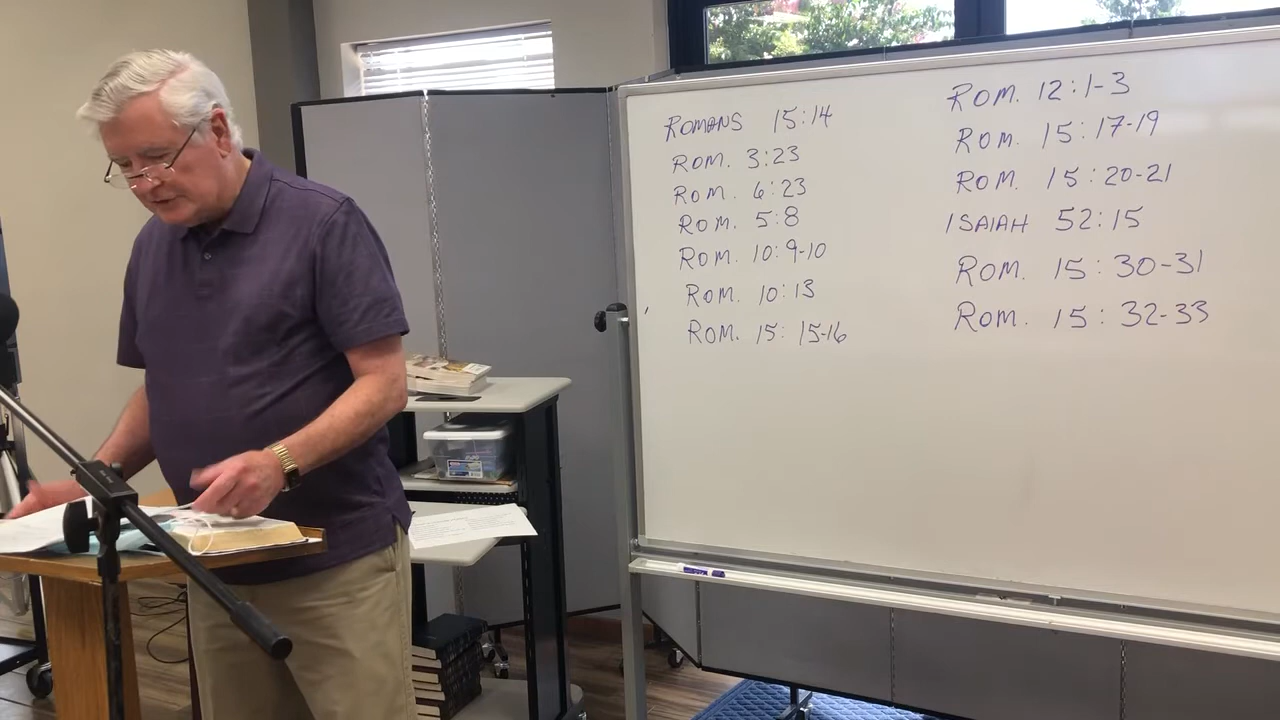 ROMANS 15:14
ROM. 3:23
ROM. 6:23
ROM. 5:8
ROM. 10:9-10
ROM. 10:13
ROM. 15:15-16
ROM. 12:1-3
ROM. 15:17-19
ROM. 15:20-21
ISAIAH 52:15
ROM. 15:30-31
ROM. 15:32-33